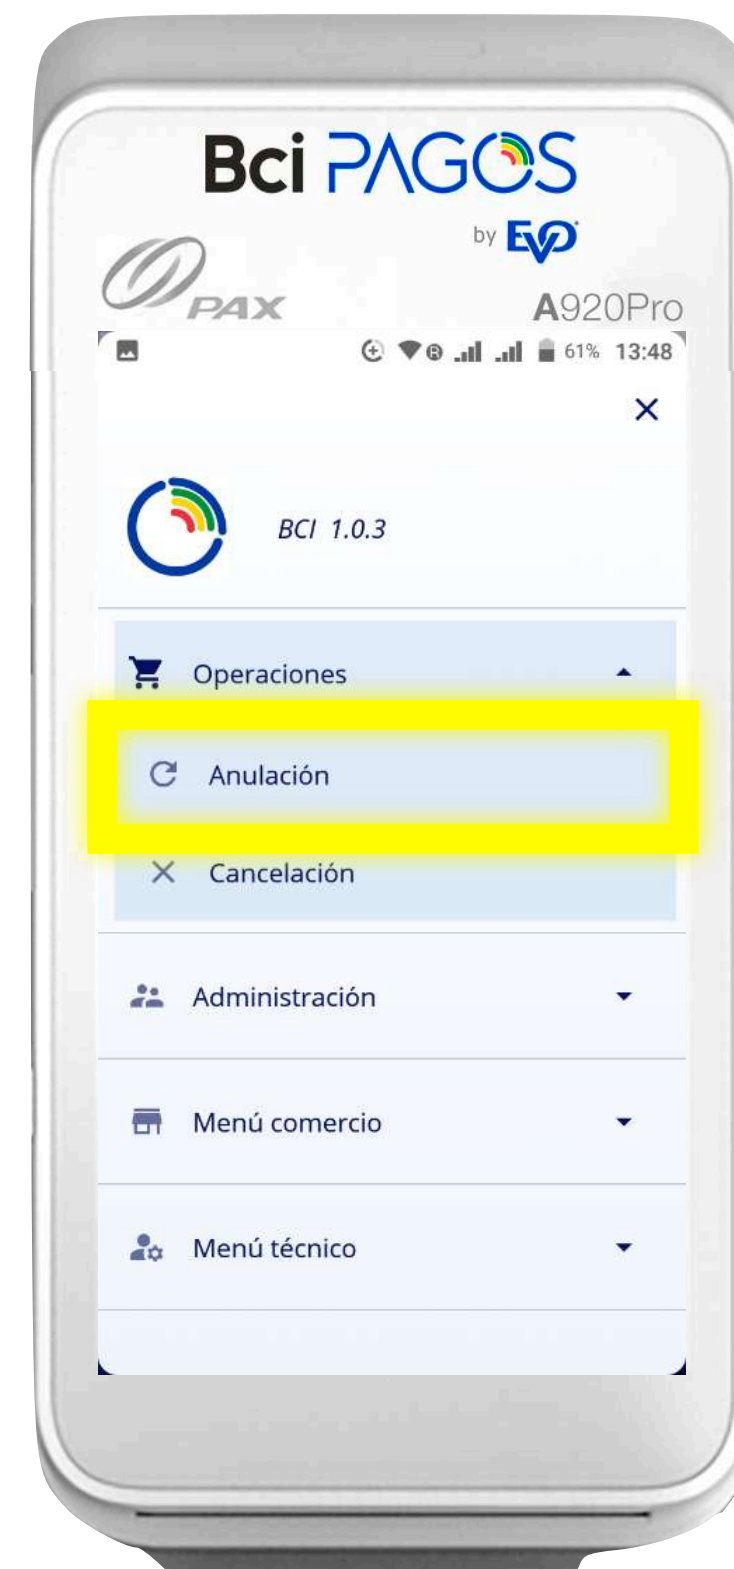 Bci PAGOS
by EVO
PAX
A920Pro
61% 13:48
BCI 1.0.3
Operaciones
Anulación
Cancelación
Administración
Menú comercio
Menú técnico